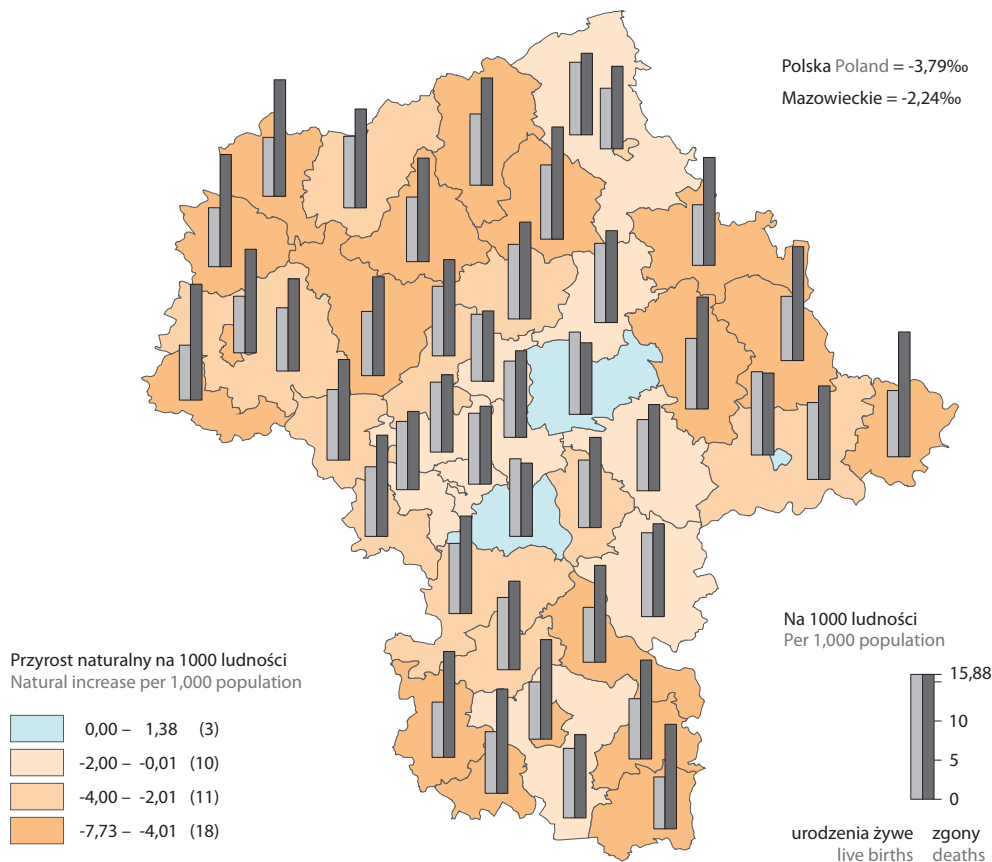 Polska Poland = -3,79‰
Mazowieckie = -2,24‰
Przyrost naturalny na 1000 ludności
Natural increase per 1,000 population
0,00 – 1,38 (3)
-2,00 – -0,01 (10)
-4,00 – -2,01 (11)
-7,73 – -4,01 (18)
Na 1000 ludności
Per 1,000 population
15,88
10
5
0
urodzenia żywe zgony
live births deaths